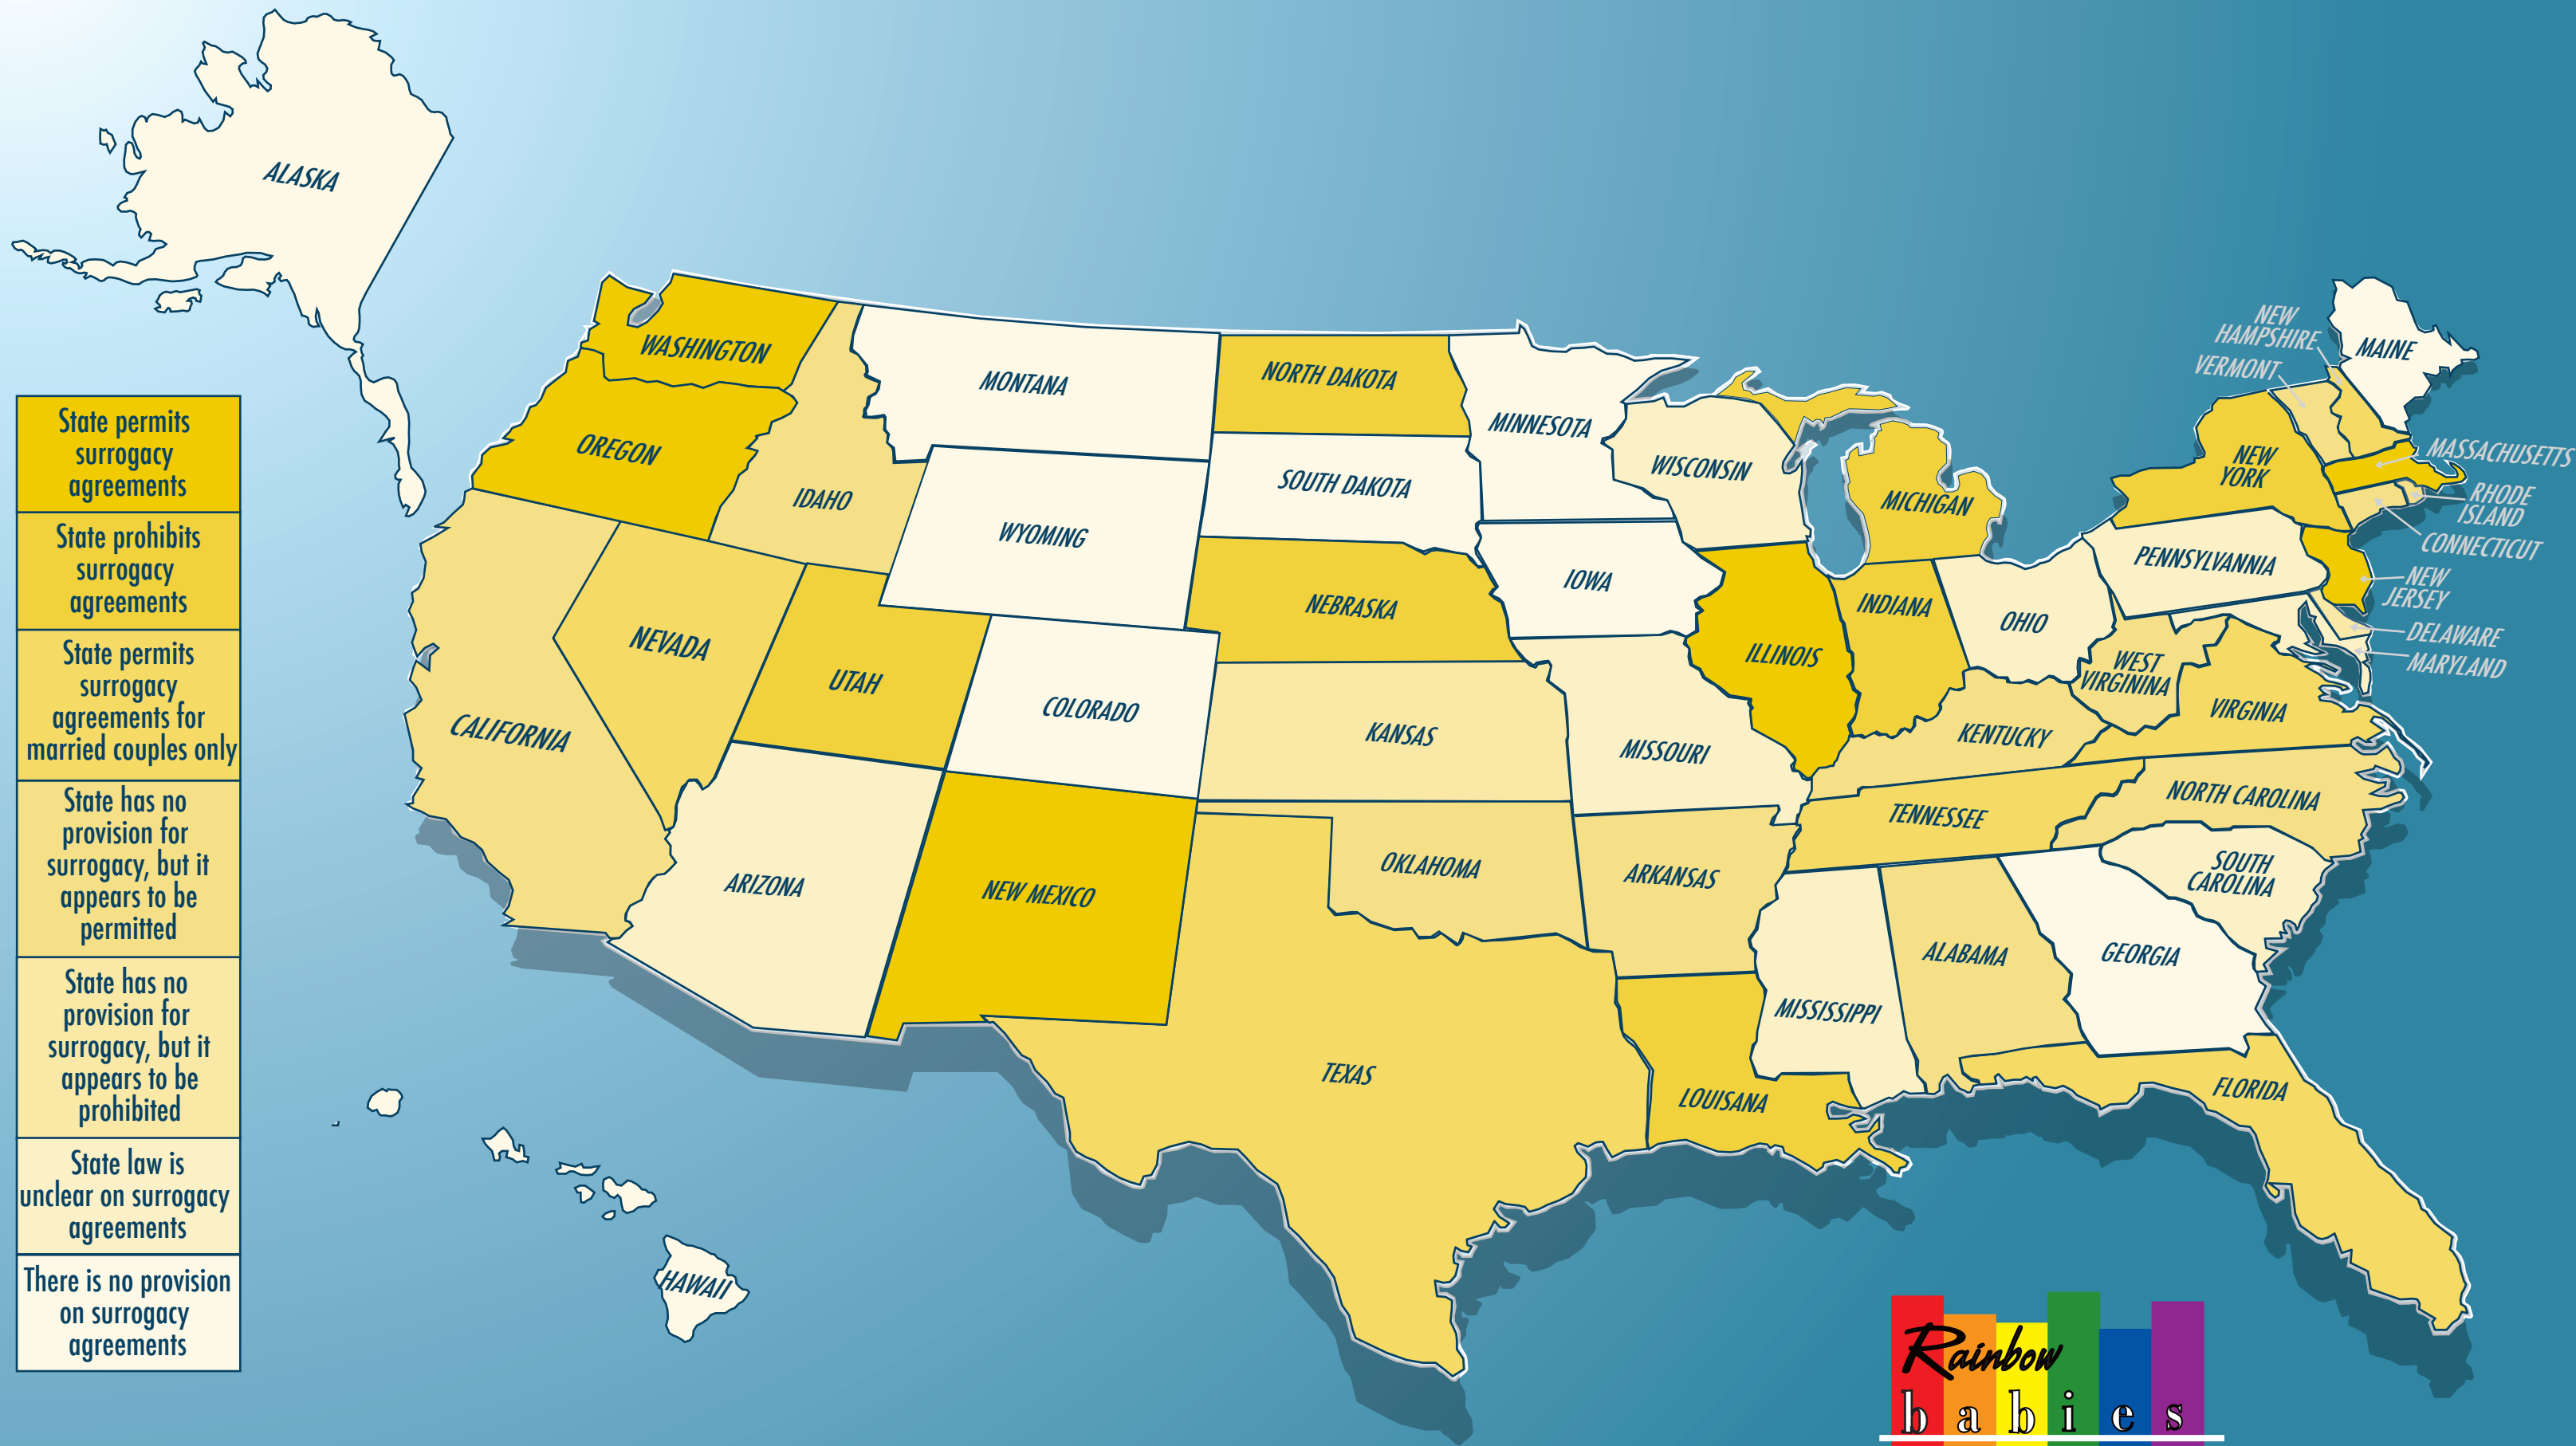 ALASKA
WASHINGTON
OREGON
IDAHO
MONTANA
WYOMING
NORTH DAKOTA
SOUTH DAKOTA
MINNESOTA
WISCONSIN
MICHIGAN
NEW
HAMPSHIRE
VERMONT
MAINE
NEW
YORK
MASSACHUSETTS
RHODE
ISLAND
CONNECTICUT
NEW
JERSEY
DELAWARE
MARYLAND
PENNSYLVANNIA
OHIO
INDIANA
ILLINOIS
IOWA
NEBRASKA
NEVADA
UTAH
COLORADO
CALIFORNIA
KANSAS
MISSOURI
KENTUCKY
WEST
VIRGININA
VIRGINIA
NORTH CAROLINA
TENNESSEE
SOUTH
CAROLINA
ARIZONA
NEW MEXICO
OKLAHOMA
ARKANSAS
MISSISSIPPI
ALABAMA
GEORGIA
TEXAS
LOUISANA
FLORIDA
HAWAII
State permits
surrogacy
agreements
State prohibits
surrogacy
agreements
State permits
surrogacy
agreements for
married couples only
State has no
provision for
surrogacy, but it
appears to be
permitted
State has no
provision for
surrogacy, but it
appears to be
prohibited
State law is
unclear on surrogacy
agreements
There is no provision
on surrogacy
agreements
Rainbow
babies